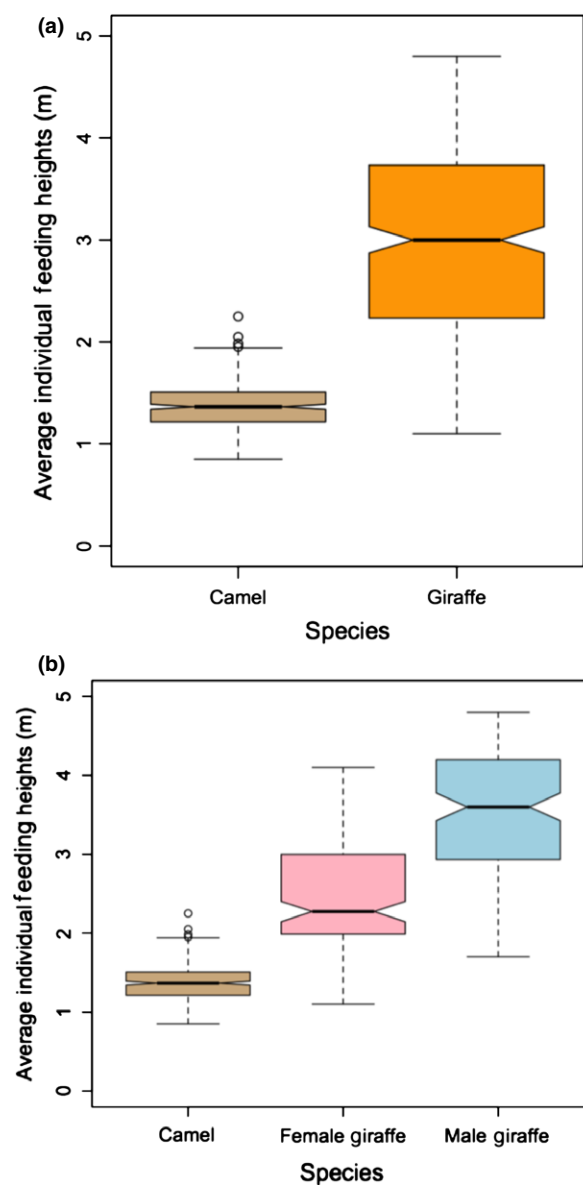 (a)
Average individual feeding heights (m)
5
4
3
2
1
0
Camel
Giraffe
Species
(b)
Average individual feeding heights (m)
5
4
3
2
1
0
Camel
Female giraffe
Male giraffe
Species